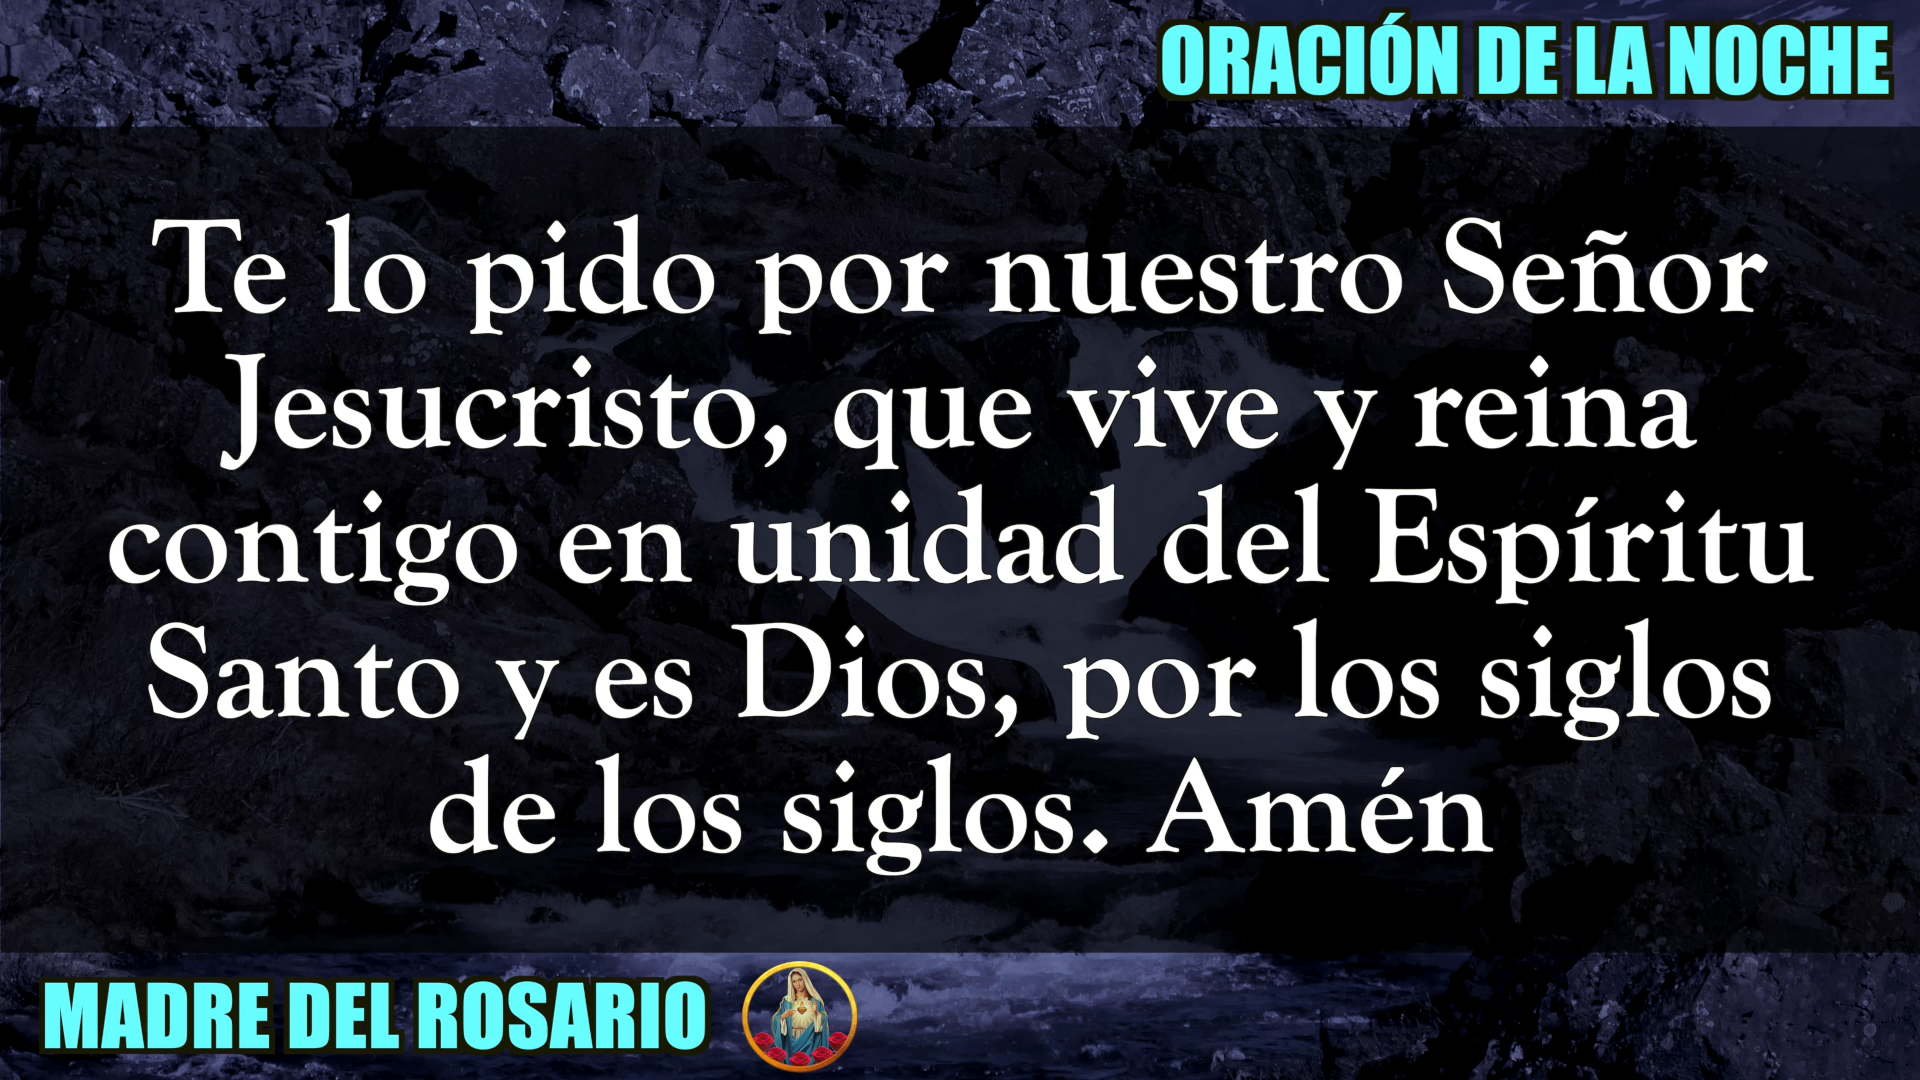 ORACIÓN DE LA NOCHE
Te lo pido por nuestro Señor
Jesucristo, que vive y reina
contigo en unidad del Espíritu
Santo y es Dios, por los siglos
de los siglos. Amén
MADRE DEL ROSARIO